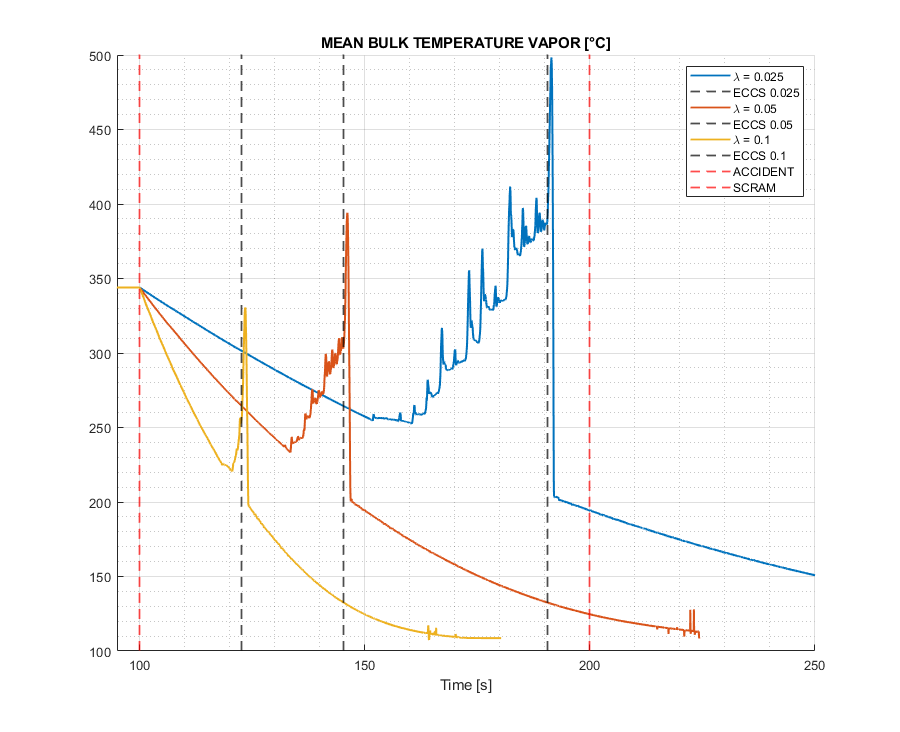 MEAN BULK TEMPERATURE VAPOR [°C]
500
450
400
350
300
250
200
150
100
λ = 0.025
ECCS 0.025
λ = 0.05
ECCS 0.05
λ = 0.1
ECCS 0.1
ACCIDENT
SCRAM
100 150 200 250
Time [s]